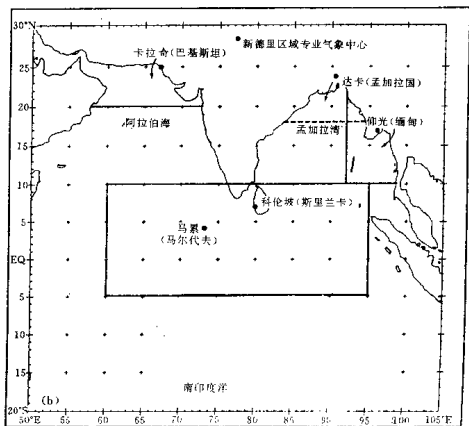 30°N
新德里区域专业气象中心
卡拉奇(巴基斯坦)
25
达卡(孟加拉国)
20
阿拉伯海
孟加拉湾
仰光(缅甸)
15
10
科伦坡(斯里兰卡)
5
马累
(马尔代夫)
EQ
5
10
15
(b)
南印度洋
20°S
50°E
55
60
65
70
75
80
85
90
95
100
105°E